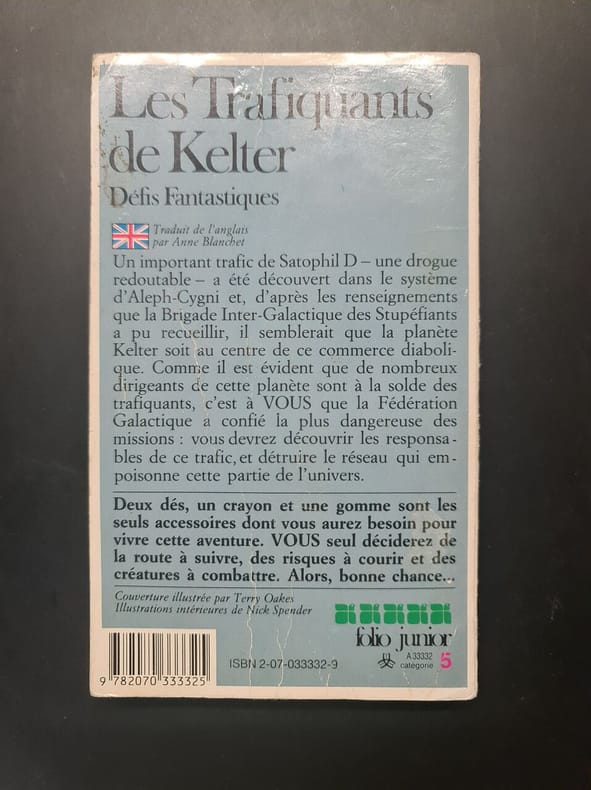 Les Trafiquants
de Kelter
Défis Fantastiques
Traduit de l'anglais
par Anne Blanchet
Un important trafic de Satophil D – une drogue
redoutable – a été découvert dans le système
d'Aleph-Cygni et, d'après les renseignements
que la Brigade Inter-Galactique des Stupéfiants
a pu recueillir, il semblerait que la planète
Kelter soit au centre de ce commerce diaboli-
que. Comme il est évident que de nombreux
dirigeants de cette planète sont à la solde des
trafiquants, c'est à VOUS que la Fédération
Galactique a confié la plus dangereuse des
missions : vous devrez découvrir les responsa-
bles de ce trafic, et détruire le réseau qui em-
poisonne cette partie de l'univers.
Deux dés, un crayon et une gomme sont les
seuls accessoires dont vous aurez besoin pour
vivre cette aventure. VOUS seul déciderez de
la route à suivre, des risques à courir et des
créatures à combattre. Alors, bonne chance...
Couverture illustrée par Terry Oakes
Illustrations intérieures de Nick Spender
folio junior
A 33332
catégorie 5
ISBN 2-07-033332-9
9 782070 333325